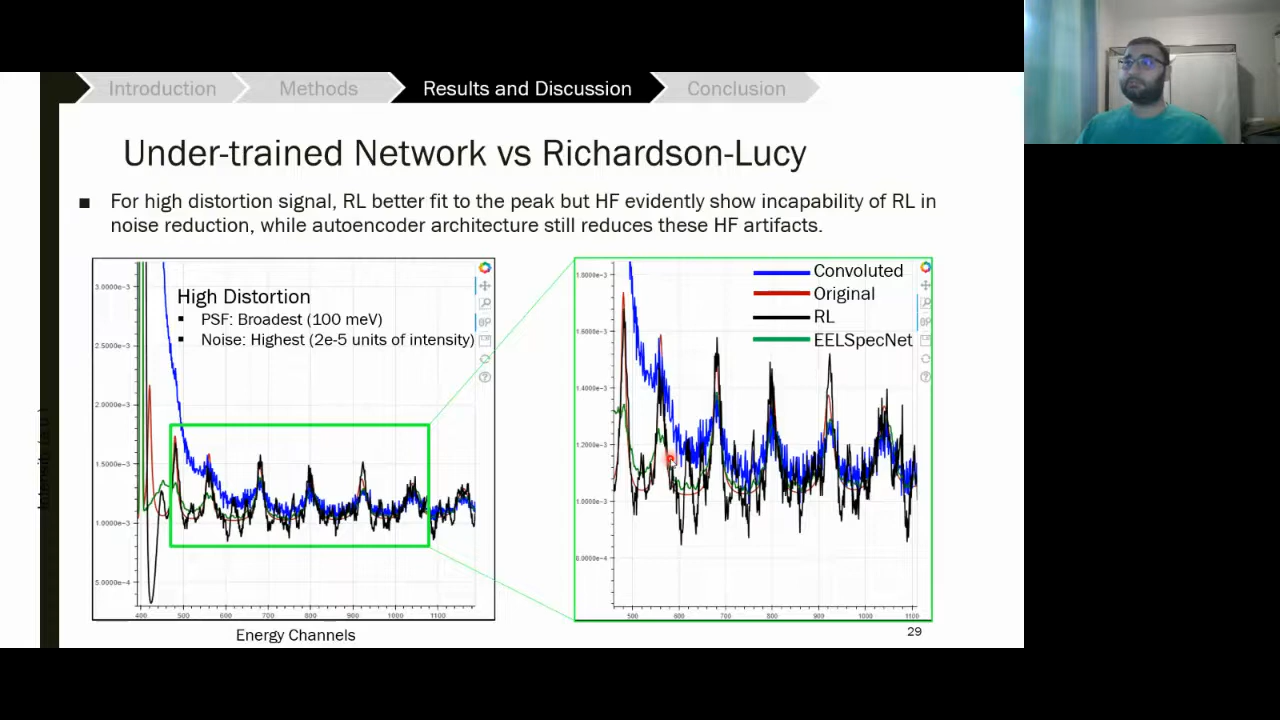 Introduction
Methods
Results and Discussion
Conclusion
Under-trained Network vs Richardson-Lucy
■ For high distortion signal, RL better fit to the peak but HF evidently show incapability of RL in
noise reduction, while autoencoder architecture still reduces these HF artifacts.
High Distortion
▪ PSF: Broadest (100 meV)
▪ Noise: Highest (2e-5 units of intensity)
3.0000e-3
2.5000e-3
2.0000e-3
1.5000e-3
1.0000e-3
5.0000e-4
400 500 600 700 800 900 1000 1100
Energy Channels
Convoluted
Original
RL
EELSpecNet
1.8000e-3
1.6000e-3
1.4000e-3
1.2000e-3
1.0000e-3
8.0000e-4
500 600 700 800 900 1000 1100
29